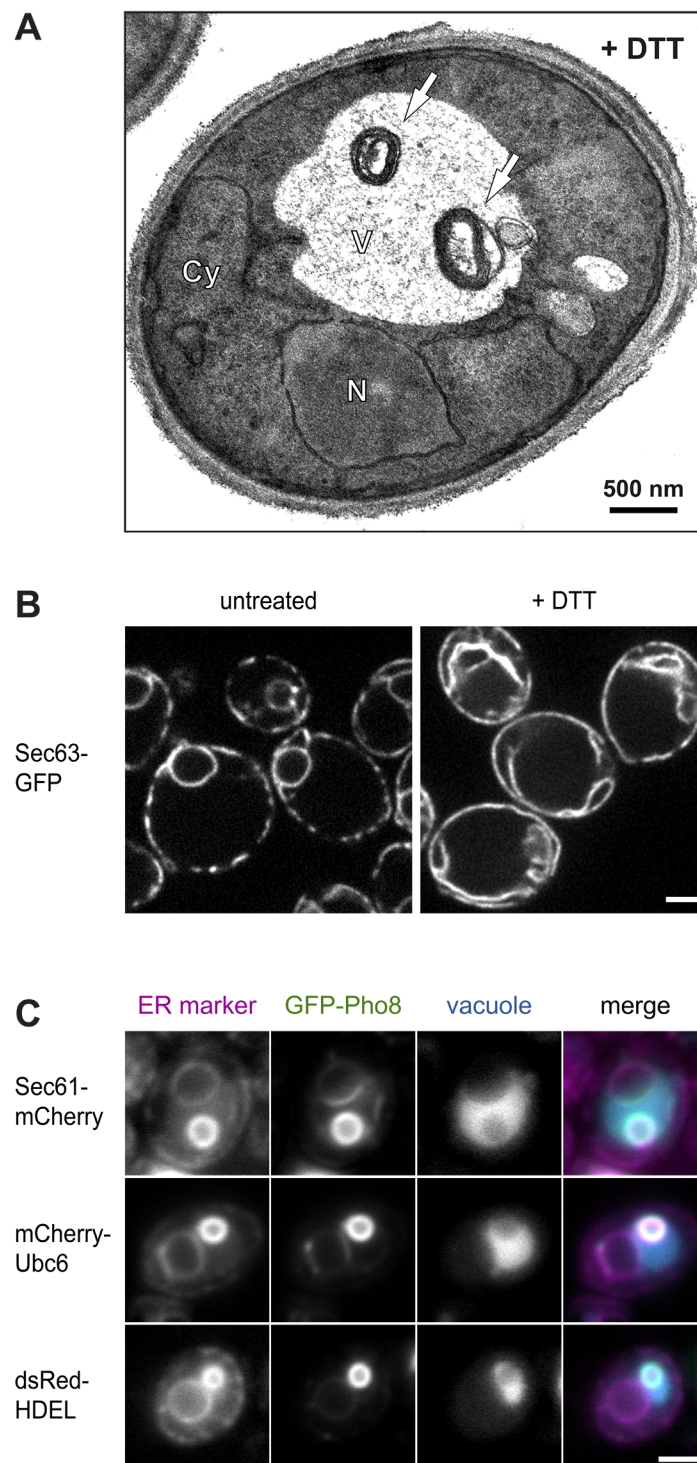 A
+ DTT
Cy
V
N
500 nm
B
untreated
+ DTT
Sec63-
GFP
C
ER marker
GFP-Pho8
vacuole
merge
Sec61-
mCherry
mCherry-
Ubc6
dsRed-
HDEL